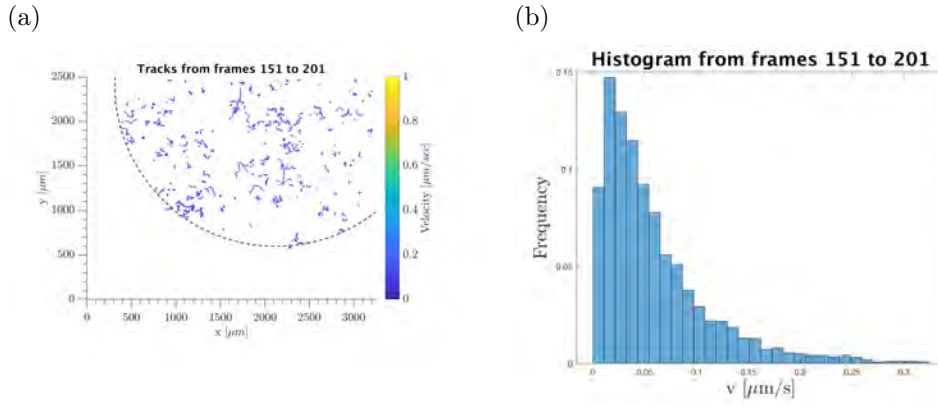 (a)
(b)
Tracks from frames 151 to 201
2500
2000
1500
1000
500
0
y [μm]
0 500 1000 1500 2000 2500 3000
x [μm]
1
0.8
0.6
0.4
0.2
0
Velocity [μm/sec]
Histogram from frames 151 to 201
0.15
0.1
0.05
0
Frequency
0 0.05 0.1 0.15 0.2 0.25 0.3
v [μm/s]